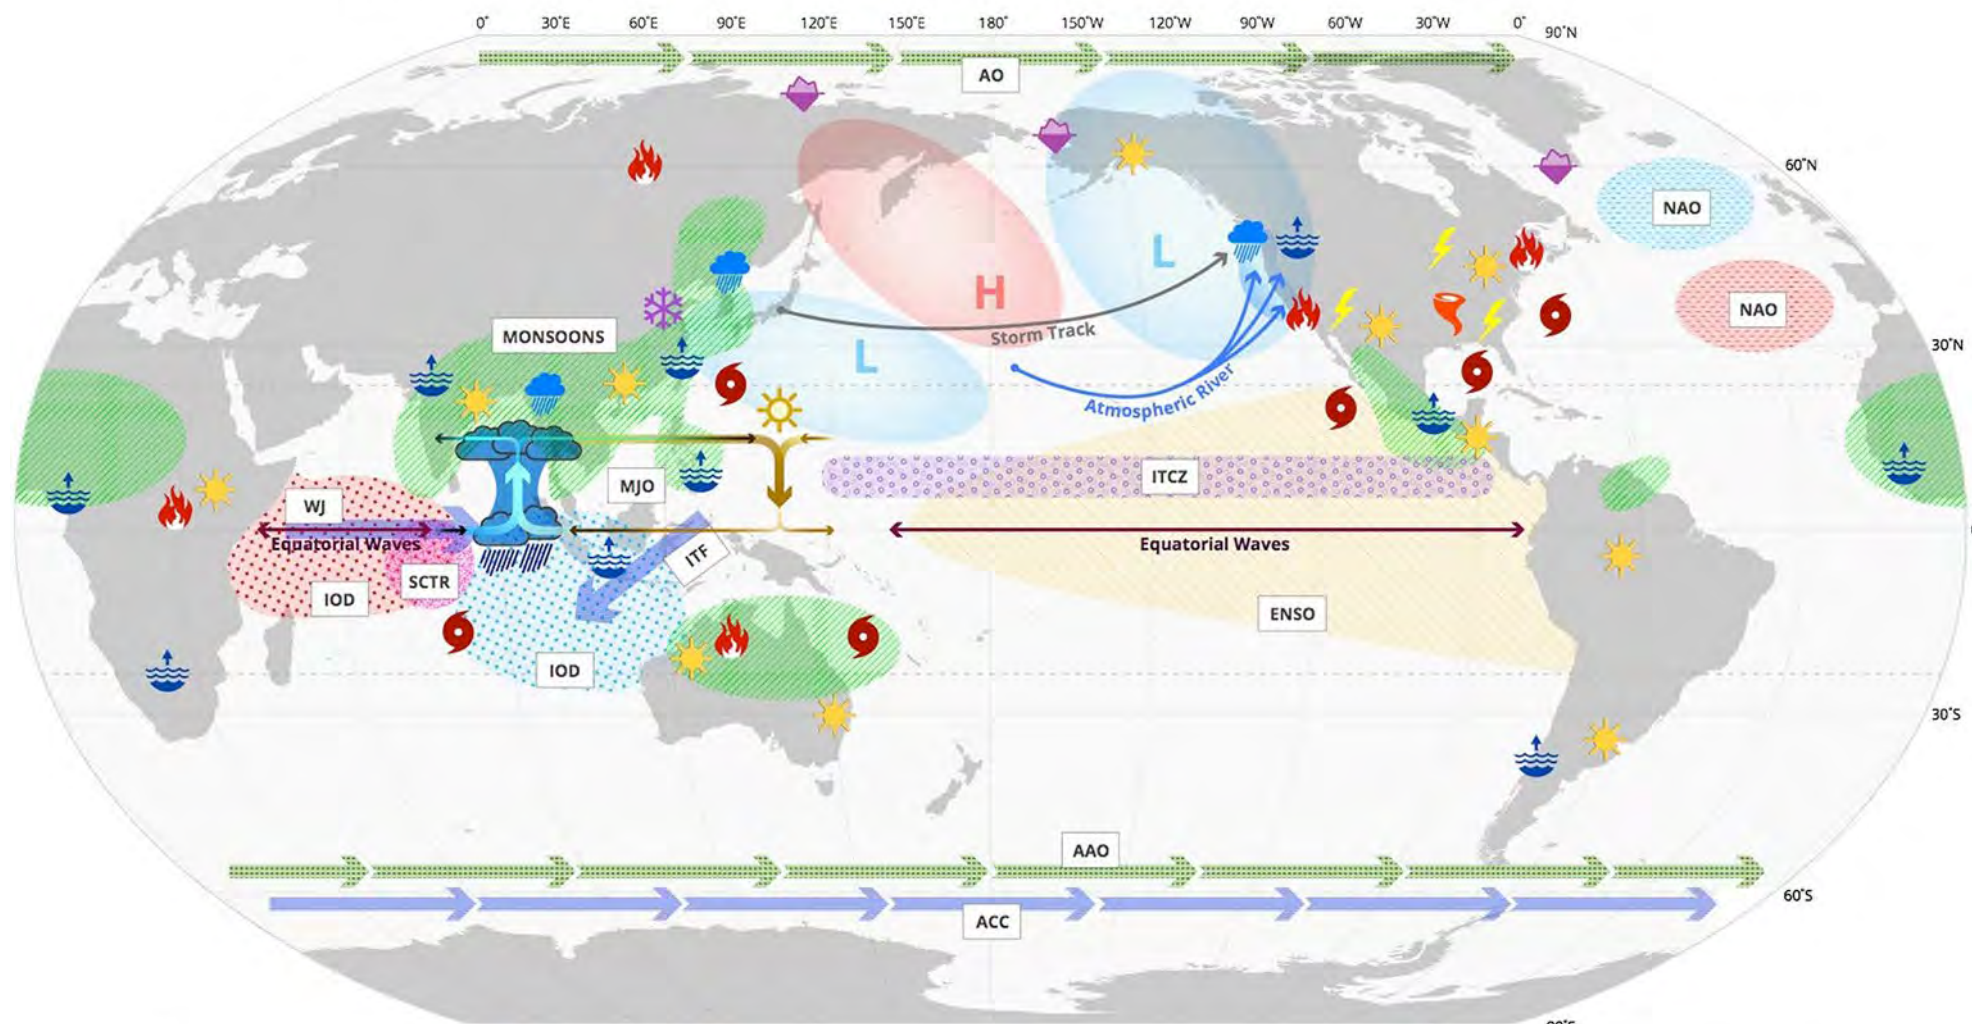 0° 30°E 60°E 90°E 120°E 150°E 180° 150°W 120°W 90°W 60°W 30°W 0°
90°N
AO
60°N
NAO
NAO
H
L
MONSOONS
Storm Track
30°N
L
Atmospheric River
ITCZ
MJO
WJ
Equatorial Waves
Equatorial Waves
ITF
SCTR
IOD
ENSO
IOD
30°S
AAO
60°S
ACC